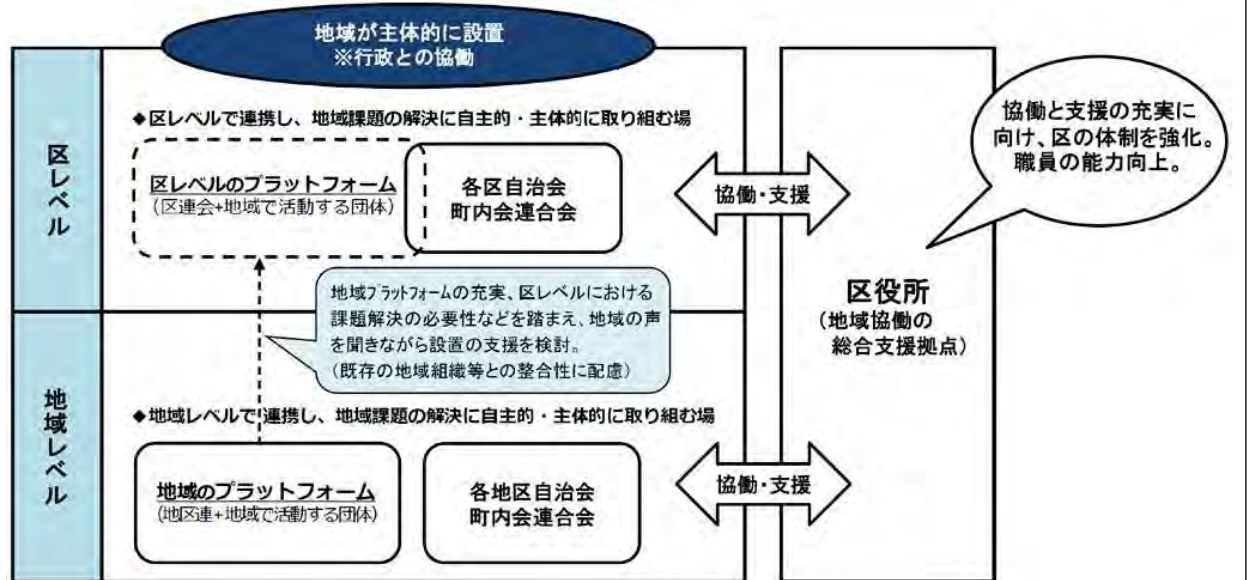 地域が主体的に設置
※行政との協働
区レベル
◆区レベルで連携し、地域課題の解決に自主的・主体的に取り組む場
区レベルのプラットフォーム
(区連会+地域で活動する団体)
各区自治会
町内会連合会
協働・支援
協働と支援の充実に
向け、区の体制を強化。
職員の能力向上。
区役所
(地域協働の
総合支援拠点)
地域プラットフォームの充実、区レベルにおける
課題解決の必要性などを踏まえ、地域の声
を聞きながら設置の支援を検討。
(既存の地域組織等との整合性に配慮)
地域レベル
◆地域レベルで 連携し、地域課題の解決に自主的・主体的に取り組む場
地域のプラットフォーム
(地区連+地域で活動する団体)
各地区自治会
町内会連合会
協働・支援